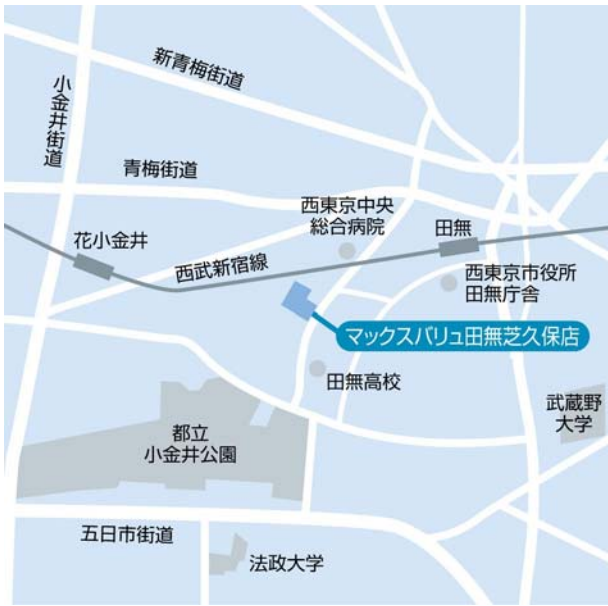 新青梅街道
小金井街道
青梅街道
西東京中央
総合病院
田無
花小金井
西武新宿線
西東京市役所
田無庁舎
マックスバリュ田無芝久保店
田無高校
武蔵野
大学
都立
小金井公園
五日市街道
法政大学